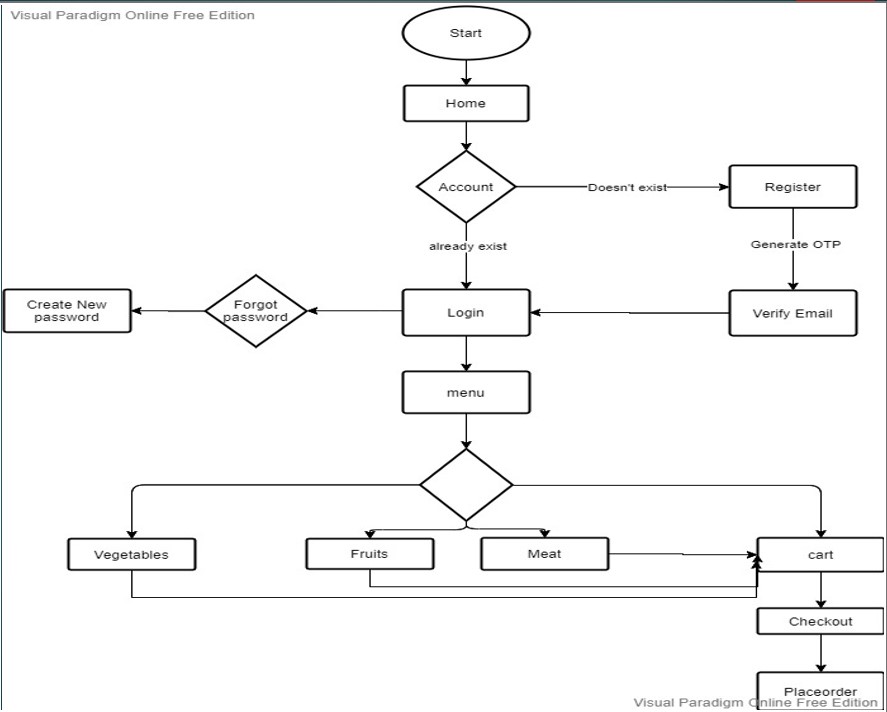 Visual Paradigm Online Free Edition
Start
Home
Account
Doesn't exist
Register
already exist
Generate OTP
Create New
password
Forgot
password
Login
Verify Email
menu
Vegetables
Fruits
Meat
cart
Checkout
Placeorder
Visual Paradigm Online Free Edition